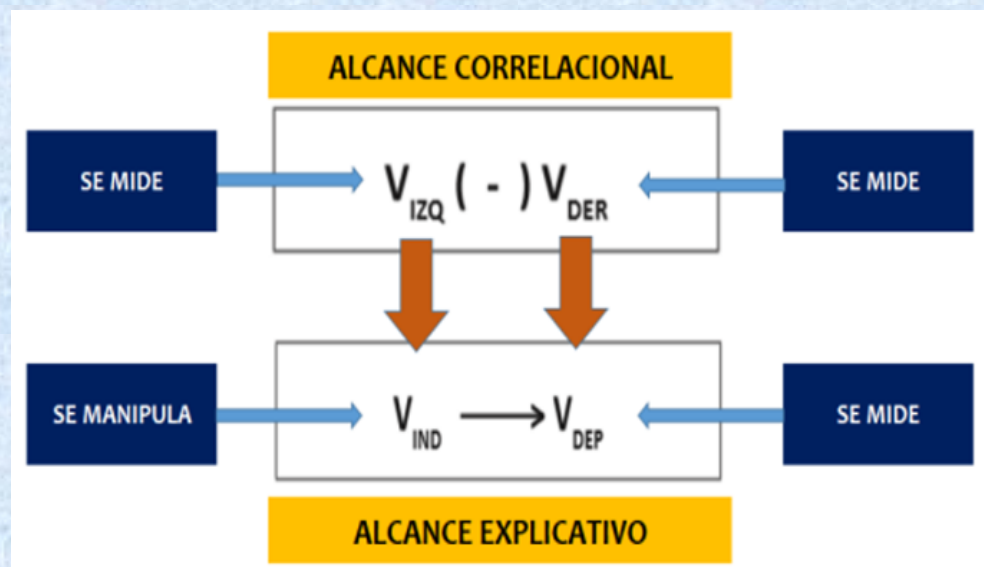 ALCANCE CORRELACIONAL
SE MIDE
V IZQ ( - ) V DER
SE MIDE
SE MANIPULA
V IND ⟶ V DEP
SE MIDE
ALCANCE EXPLICATIVO